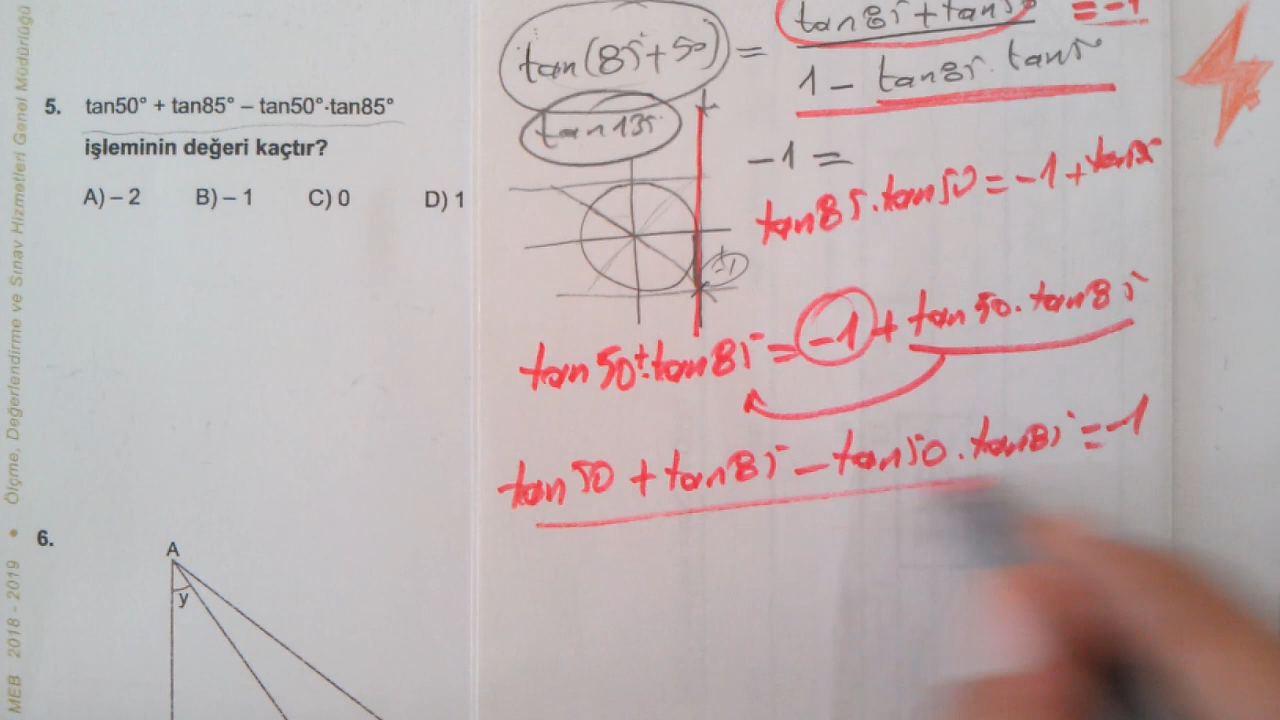 Ölçme, Değerlendirme ve Sınav Hizmetleri Genel Müdürlüğü
MEB 2018 - 2019 •
5. tan50° + tan85° – tan50°·tan85°
işleminin değeri kaçtır?
A) – 2 B) – 1 C) 0 D) 1
6.
A
y
tan(85+50) =
tan85+tan50 = -1
1 - tan85. tan5
tan135
-1 =
-1
tan85.tan50 = -1 + tan
tan50+tan85 = -1 + tan50.tan85
tan50 + tan85 - tan50.tan85 = -1